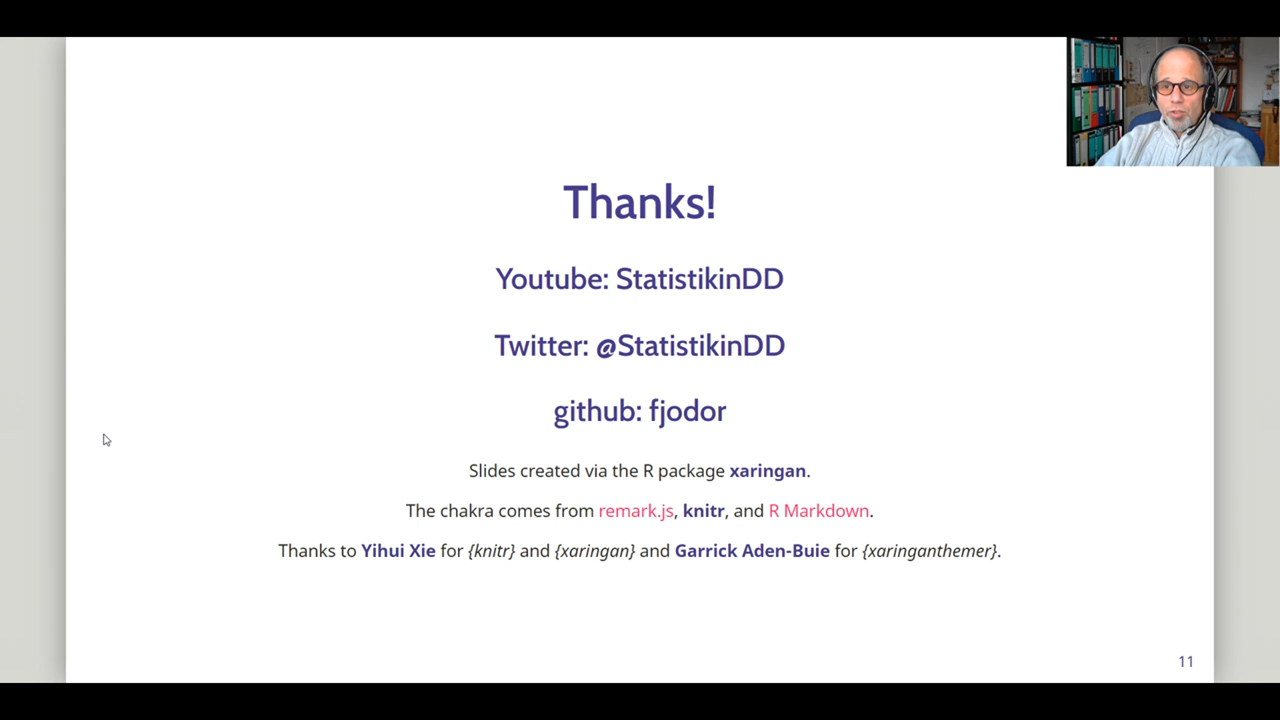 Thanks!
Youtube: StatistikinDD
Twitter: @StatistikinDD
github: fjodor
Slides created via the R package xaringan.
The chakra comes from remark.js, knitr, and R Markdown.
Thanks to Yihui Xie for {knitr} and {xaringan} and Garrick Aden-Buie for {xaringanthemer}.
11